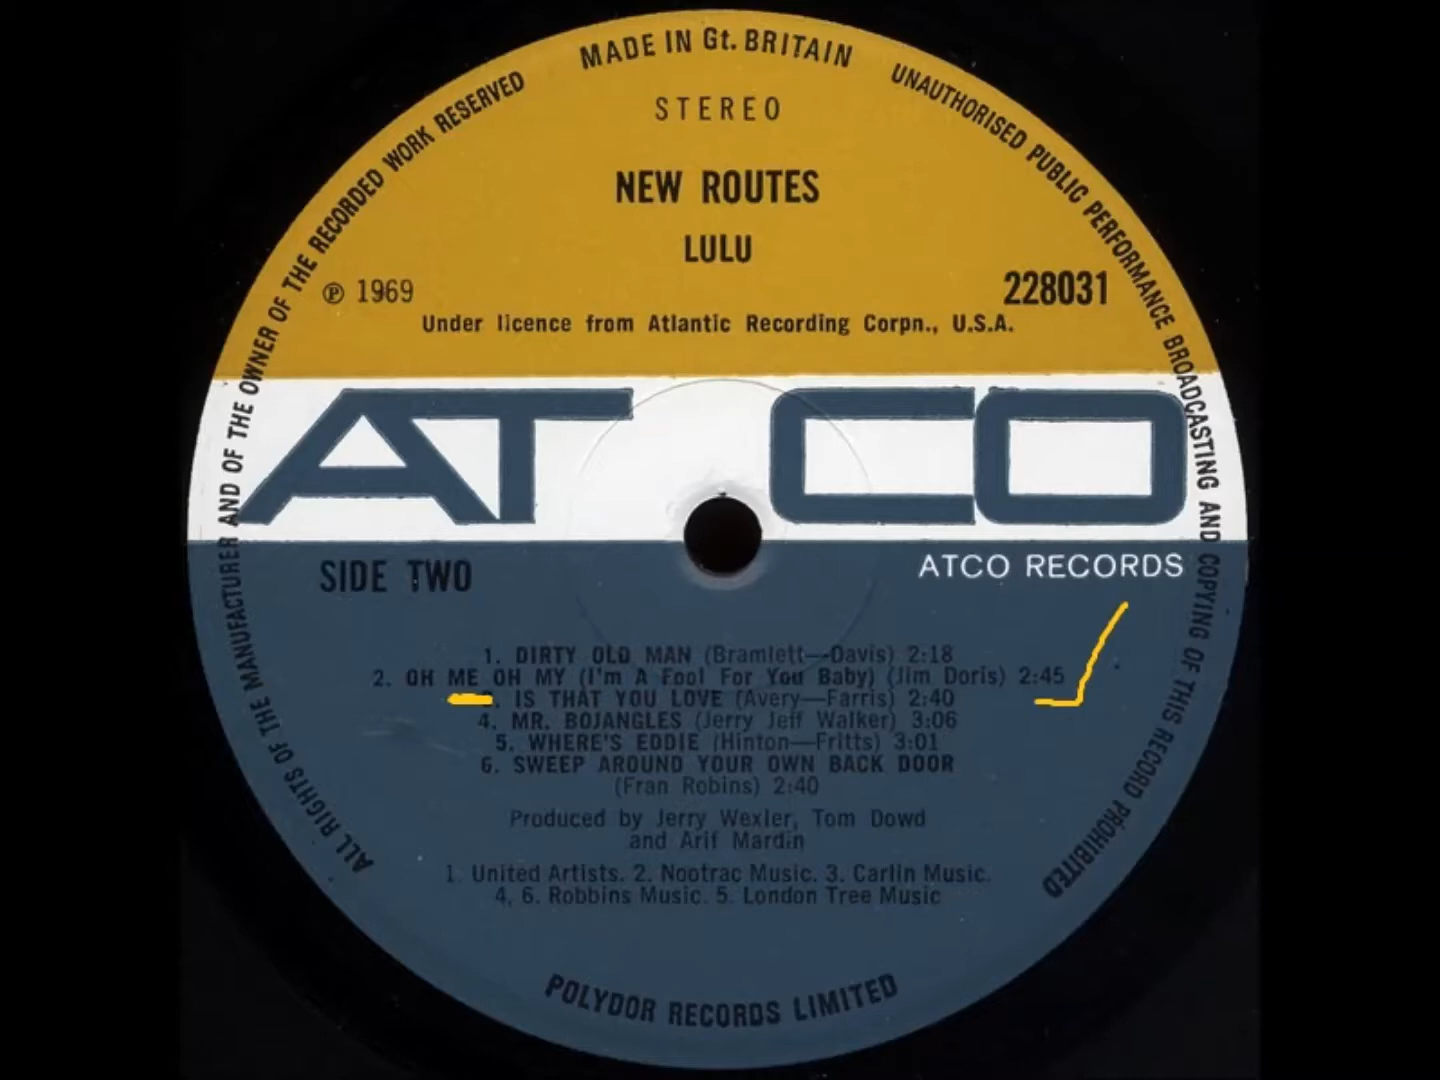 MADE IN Gt. BRITAIN
UNAUTHORISED PUBLIC PERFORMANCE BROADCASTING AND COPYING OF THIS RECORD PROHIBITED
ALL RIGHTS OF THE MANUFACTURER AND OF THE OWNER OF THE RECORDED WORK RESERVED
STEREO
NEW ROUTES
LULU
℗ 1969
228031
Under licence from Atlantic Recording Corpn., U.S.A.
ATCO
ATCO RECORDS
SIDE TWO
1. DIRTY OLD MAN (Bramlett—Davis) 2:18
2. OH ME OH MY (I'm A Fool For You Baby) (Jim Doris) 2:45
3. IS THAT YOU LOVE (Avery—Farris) 2:40
4. MR. BOJANGLES (Jerry Jeff Walker) 3:06
5. WHERE'S EDDIE (Hinton—Fritts) 3:01
6. SWEEP AROUND YOUR OWN BACK DOOR
(Fran Robins) 2:40
Produced by Jerry Wexler, Tom Dowd
and Arif Mardin
1. United Artists. 2. Nootrac Music. 3. Carlin Music.
4, 6. Robbins Music. 5. London Tree Music
POLYDOR RECORDS LIMITED